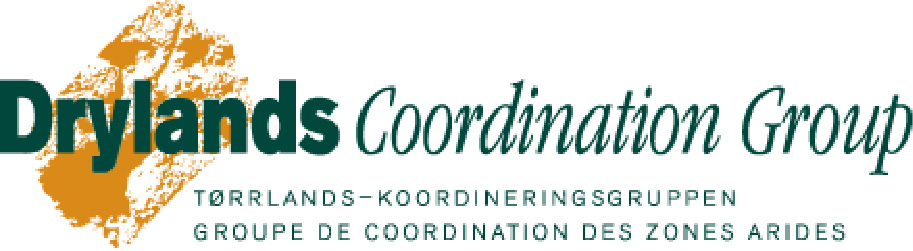 Drylands Coordination Group
TØRRLANDS–KOORDINERINGSGRUPPEN
GROUPE DE COORDINATION DES ZONES ARIDES